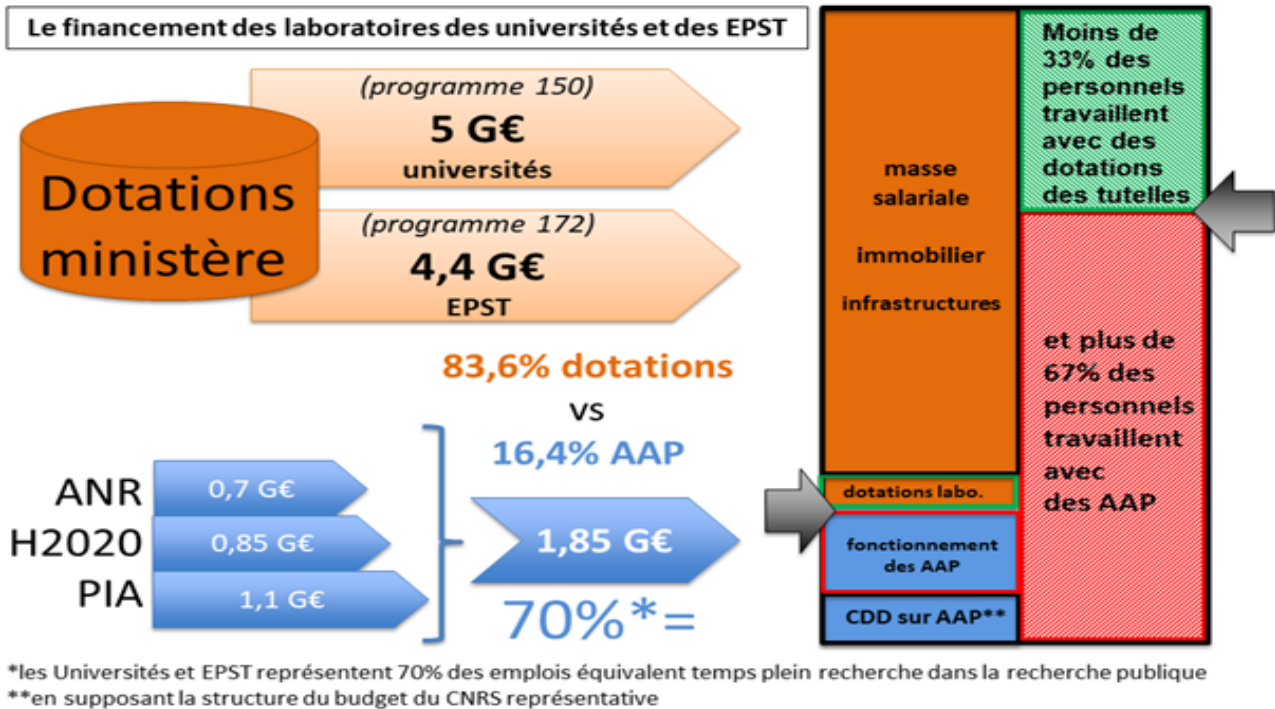 Le financement des laboratoires des universités et des EPST
Dotations
ministère
(programme 150)
5 G€
universités
(programme 172)
4,4 G€
EPST
83,6% dotations
vs
16,4% AAP
ANR
0,7 G€
H2020
0,85 G€
PIA
1,1 G€
1,85 G€
70%*=
masse
salariale
immobilier
infrastructures
dotations labo.
fonctionnement
des AAP
CDD sur AAP**
Moins de
33% des
personnels
travaillent
avec des
dotations
des tutelles
et plus de
67% des
personnels
travaillent
avec
des AAP
*les Universités et EPST représentent 70% des emplois équivalent temps plein recherche dans la recherche publique
**en supposant la structure du budget du CNRS représentative